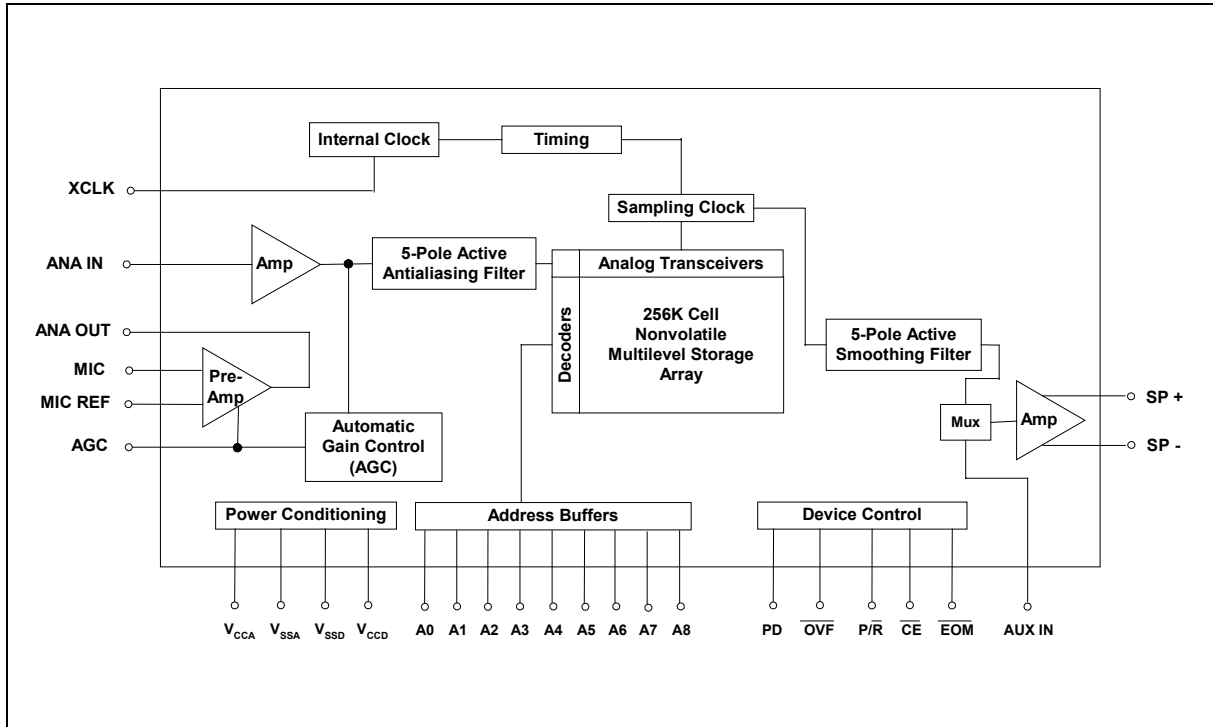 Internal Clock
Timing
XCLK
Sampling Clock
ANA IN
Amp
5-Pole Active
Antialiasing Filter
Analog Transceivers
Decoders
256K Cell
Nonvolatile
Multilevel Storage
Array
ANA OUT
MIC
MIC REF
AGC
Pre-
Amp
Automatic
Gain Control
(AGC)
5-Pole Active
Smoothing Filter
Mux
Amp
SP +
SP -
Power Conditioning
Address Buffers
Device Control
VCCA VSSA VSSD VCCD A0 A1 A2 A3 A4 A5 A6 A7 A8 PD O̅V̅F̅ P/R̅ C̅E̅ E̅O̅M̅ AUX IN